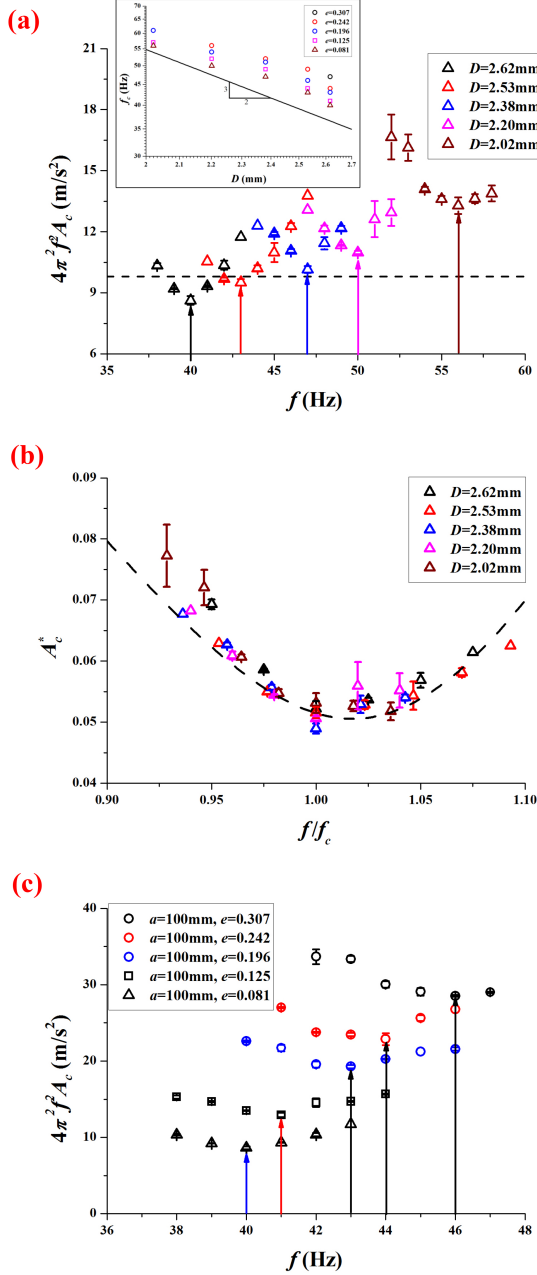 (a)
70
65
60
55
50
45
40
35
30
f_c (Hz)
3
2
2
2.1
2.2
2.3
2.4
2.5
2.6
2.7
D (mm)
e=0.307
e=0.242
e=0.196
e=0.125
e=0.081
D=2.62mm
D=2.53mm
D=2.38mm
D=2.20mm
D=2.02mm
21
18
15
12
9
6
4π²f²A_c (m/s²)
35 40 45 50 55 60
f (Hz)
(b)
0.09
0.08
0.07
0.06
0.05
0.04
A_c^*
D=2.62mm
D=2.53mm
D=2.38mm
D=2.20mm
D=2.02mm
0.90 0.95 1.00 1.05 1.10
f/f_c
(c)
40
30
20
10
0
4π²f²A_c (m/s²)
a=100mm, e=0.307
a=100mm, e=0.242
a=100mm, e=0.196
a=100mm, e=0.125
a=100mm, e=0.081
36 38 40 42 44 46 48
f (Hz)